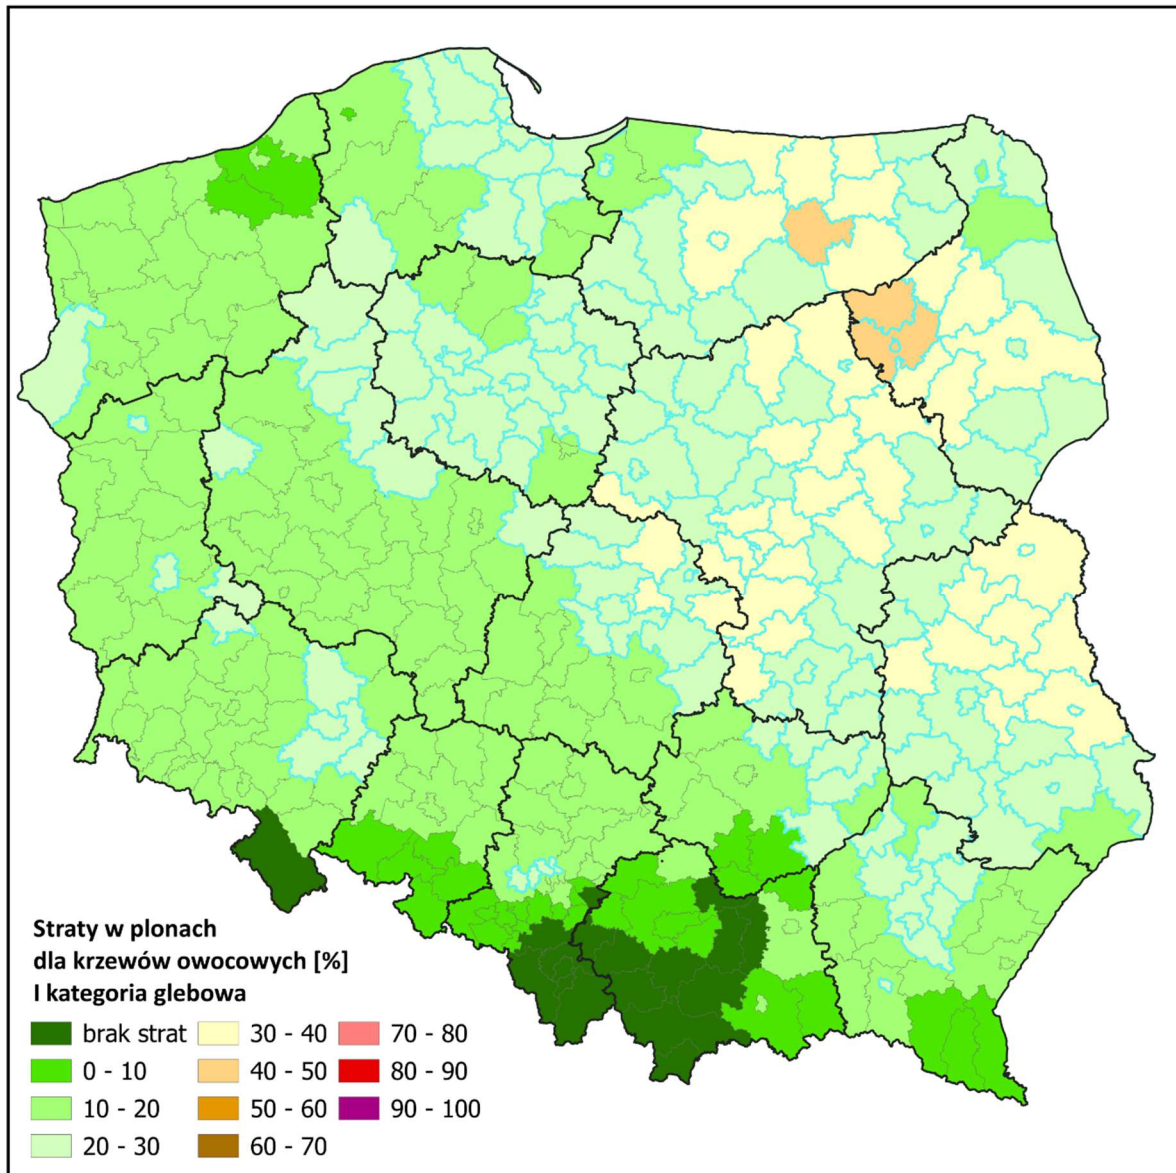 Straty w plonach
dla krzewów owocowych [%]
I kategoria glebowa
brak strat
0 - 10
10 - 20
20 - 30
30 - 40
40 - 50
50 - 60
60 - 70
70 - 80
80 - 90
90 - 100